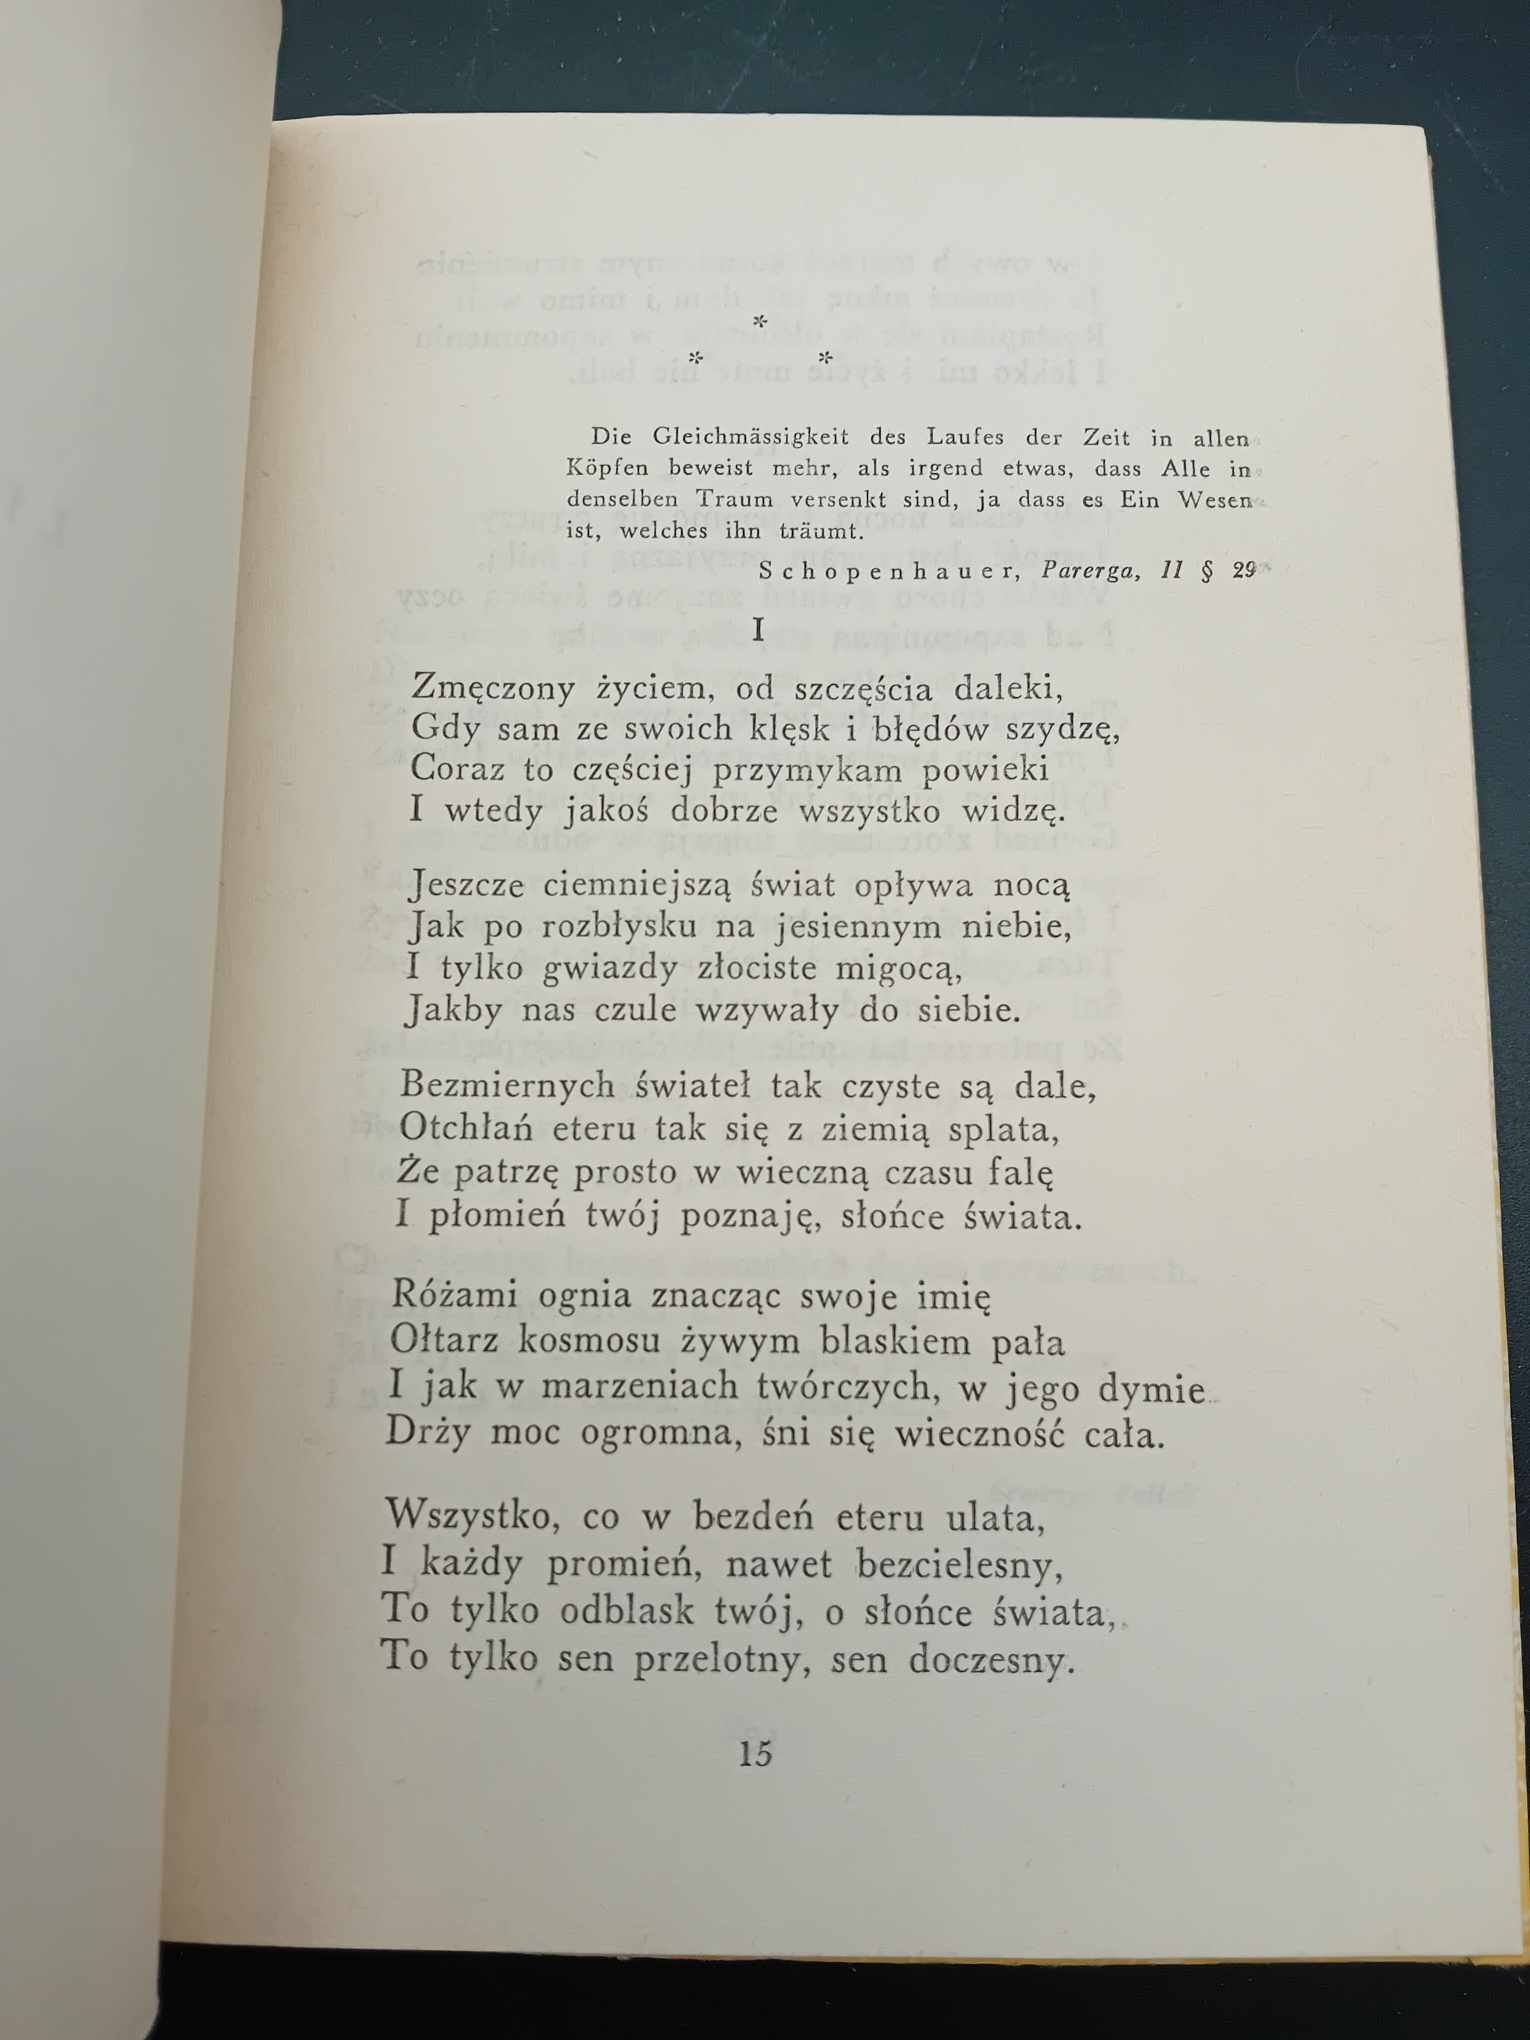 *
* *
Die Gleichmässigkeit des Laufes der Zeit in allen
Köpfen beweist mehr, als irgend etwas, dass Alle in
denselben Traum versenkt sind, ja dass es Ein Wesen
ist, welches ihn träumt.
Schopenhauer, Parerga, II § 29
I
Zmęczony życiem, od szczęścia daleki,
Gdy sam ze swoich klęsk i błędów szydzę,
Coraz to częściej przymykam powieki
I wtedy jakoś dobrze wszystko widzę.
Jeszcze ciemniejszą świat opływa nocą
Jak po rozbłysku na jesiennym niebie,
I tylko gwiazdy złociste migocą,
Jakby nas czule wzywały do siebie.
Bezmiernych świateł tak czyste są dale,
Otchłań eteru tak się z ziemią splata,
Że patrzę prosto w wieczną czasu falę
I płomień twój poznaję, słońce świata.
Różami ognia znacząc swoje imię
Ołtarz kosmosu żywym blaskiem pała
I jak w marzeniach twórczych, w jego dymie
Drży moc ogromna, śni się wieczność cała.
Wszystko, co w bezdeń eteru ulata,
I każdy promień, nawet bezcielesny,
To tylko odblask twój, o słońce świata,
To tylko sen przelotny, sen doczesny.
15